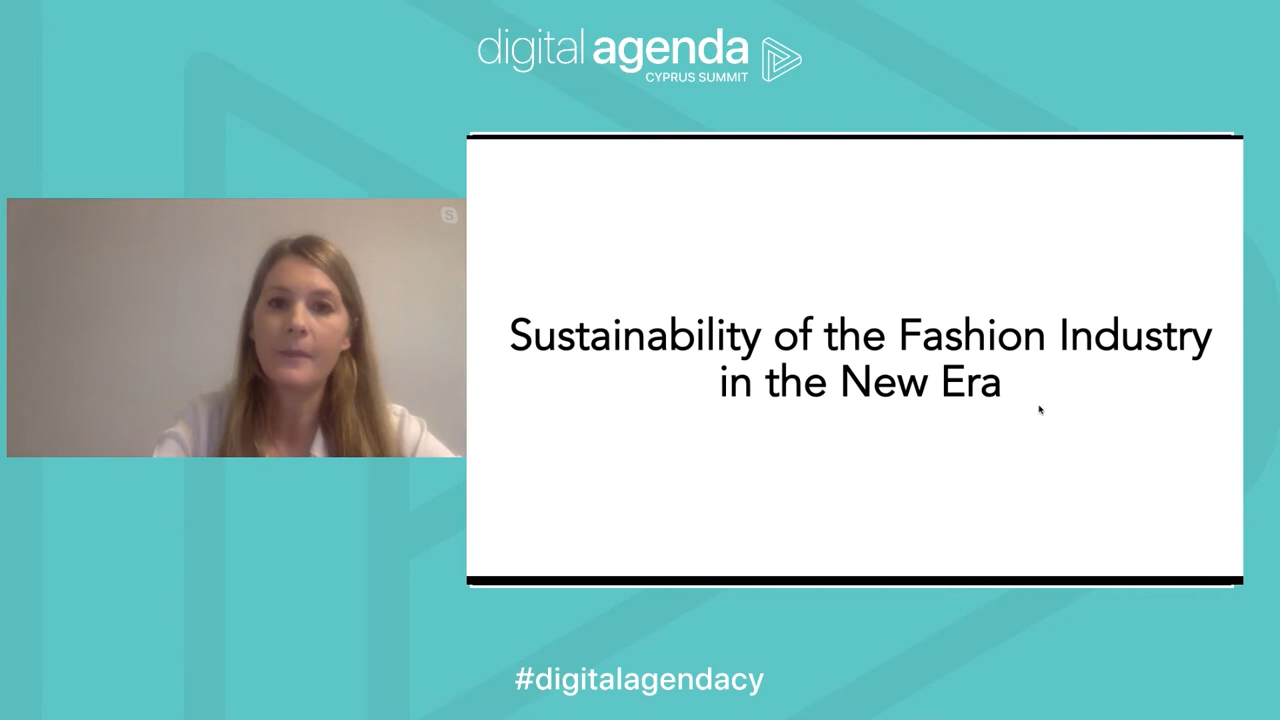 digital agenda
CYPRUS SUMMIT
S
Sustainability of the Fashion Industry
in the New Era
#digitalagendacy